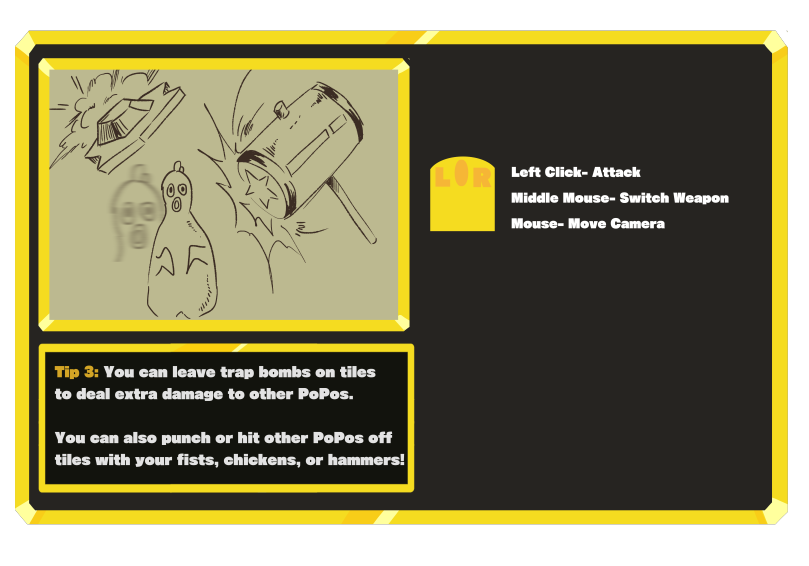 Tip 3: You can leave trap bombs on tiles
to deal extra damage to other PoPos.
You can also punch or hit other PoPos off
tiles with your fists, chickens, or hammers!
L O R
Left Click- Attack
Middle Mouse- Switch Weapon
Mouse- Move Camera